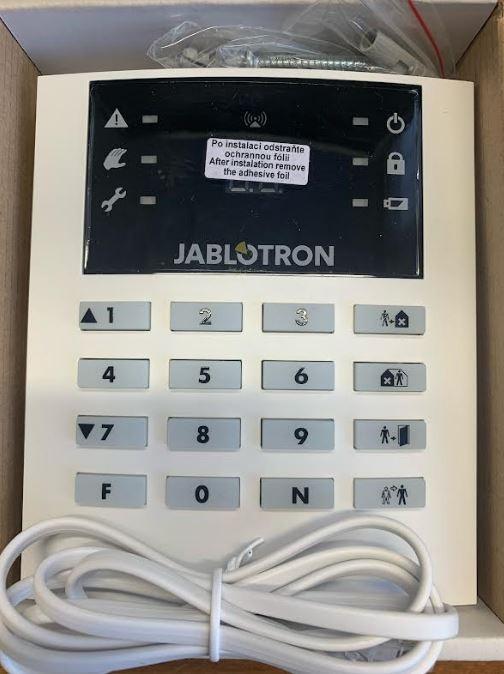 Po instalaci odstraňte
ochrannou fólii
After instalation remove
the adhesive foil
JABLOTRON
1 2 3
4 5 6
7 8 9
F 0 N